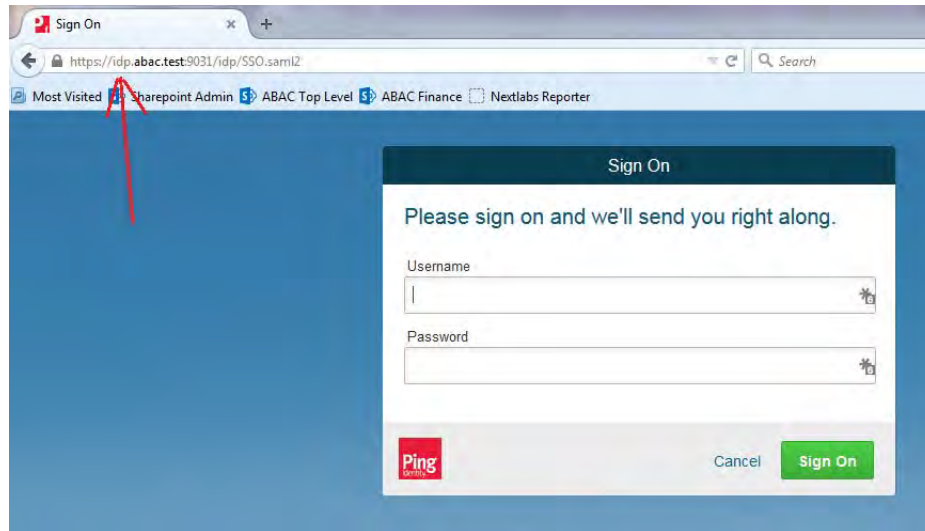 Sign On
https://idp.abac.test:9031/idp/SSO.saml2
Search
Most Visited Sharepoint Admin ABAC Top Level ABAC Finance Nextlabs Reporter
Sign On
Please sign on and we'll send you right along.
Username
Password
Ping
Identity
Cancel Sign On